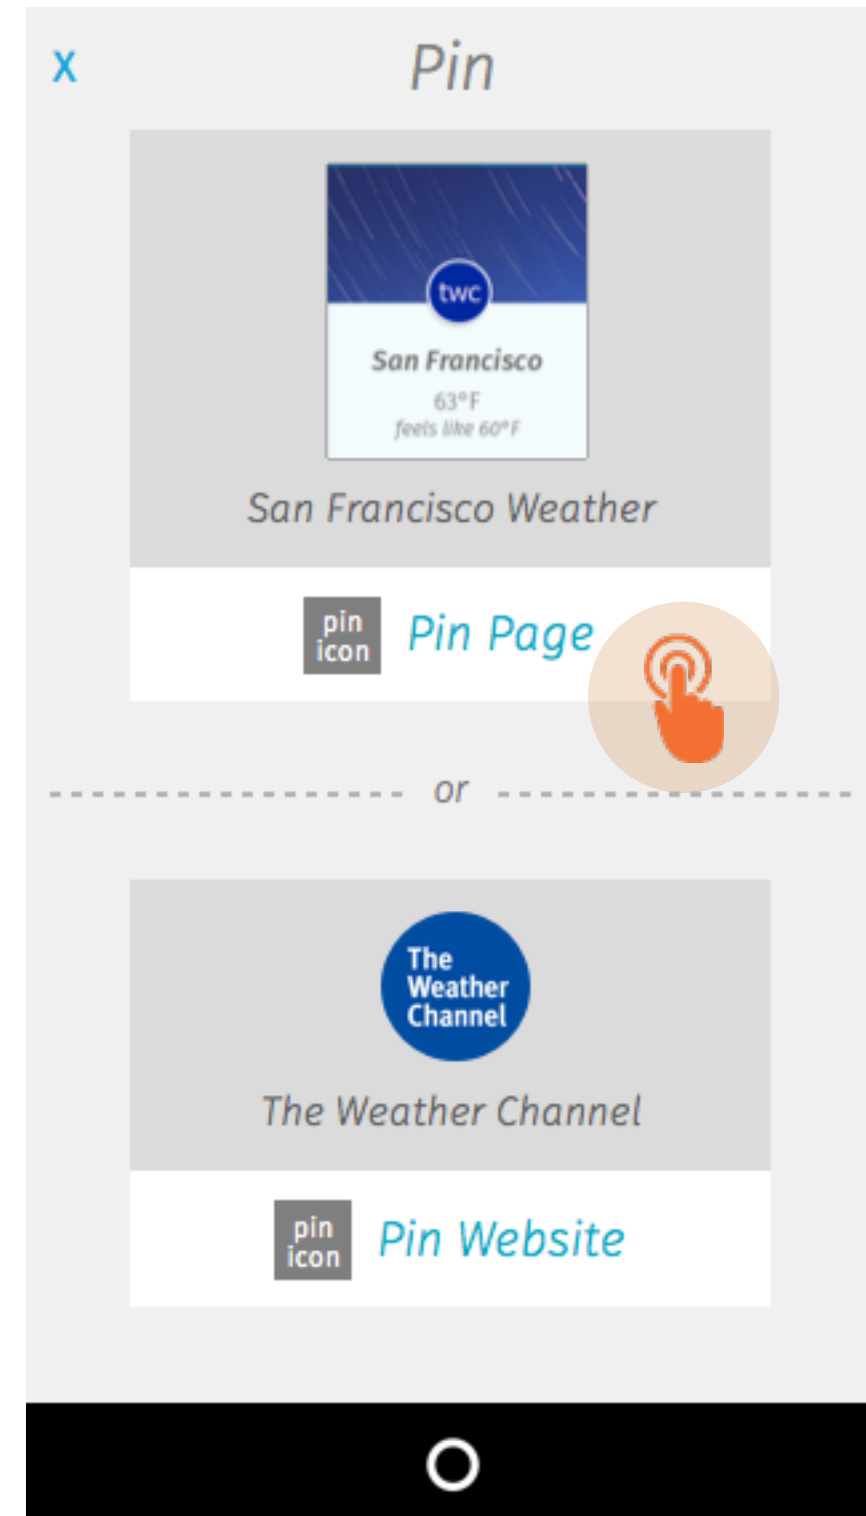 X
Pin
twc
San Francisco
63°F
feels like 60°F
San Francisco Weather
pin
icon
Pin Page
or
The
Weather
Channel
The Weather Channel
pin
icon
Pin Website